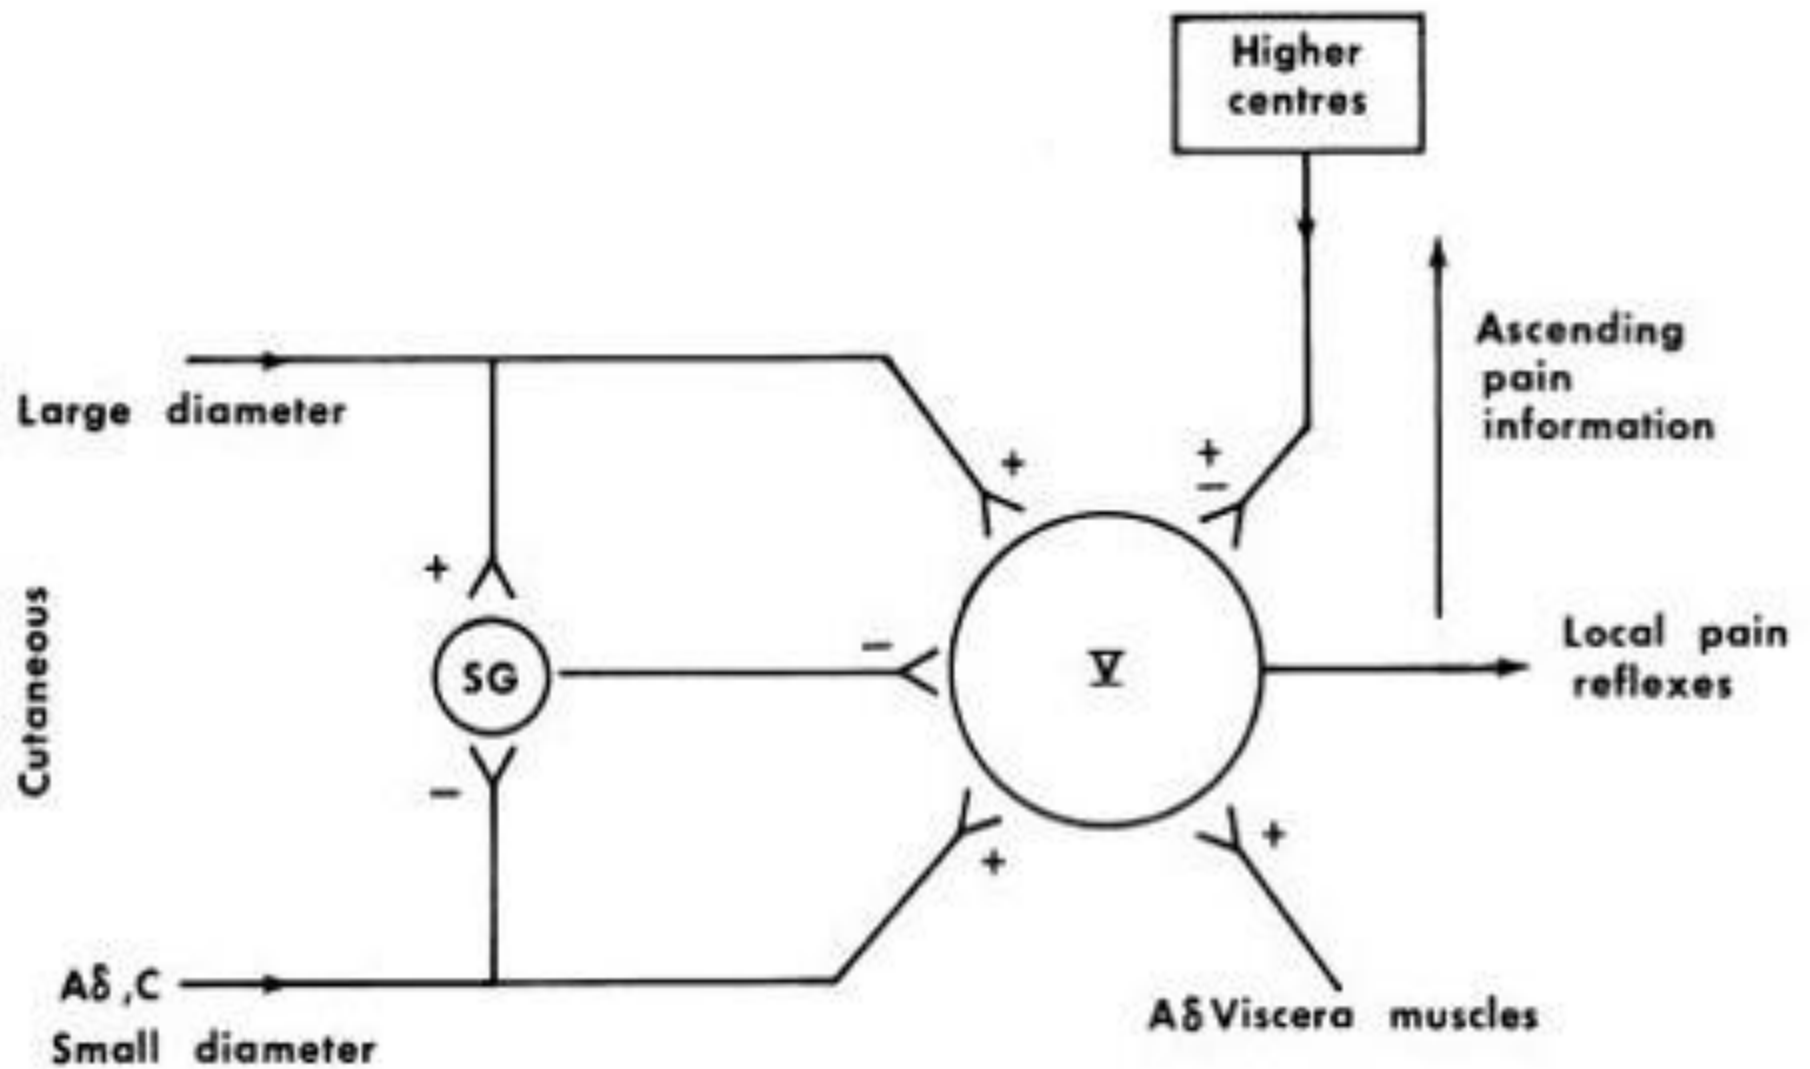 Higher
centres
Large diameter
Ascending
pain
information
+
+
−
+
Cutaneous
SG
−
V
Local pain
reflexes
−
+
+
Aδ,C
Small diameter
Aδ Viscera muscles